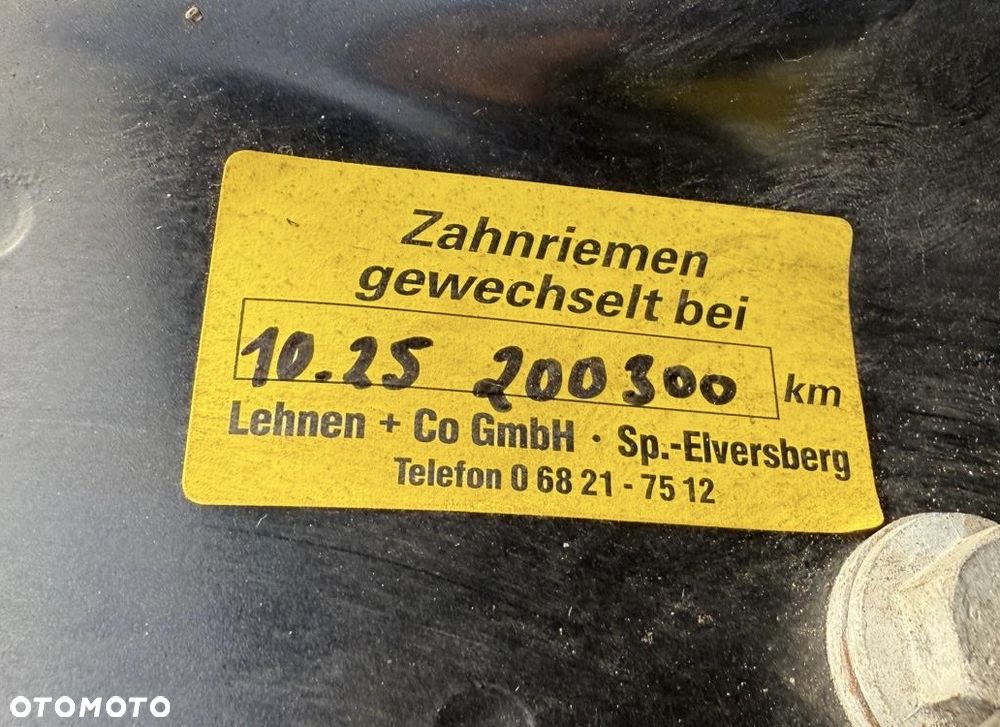 Zahnriemen
gewechselt bei
10.25 200300 km
Lehnen + Co GmbH · Sp.-Elversberg
Telefon 0 68 21 - 75 12
OTOMOTO